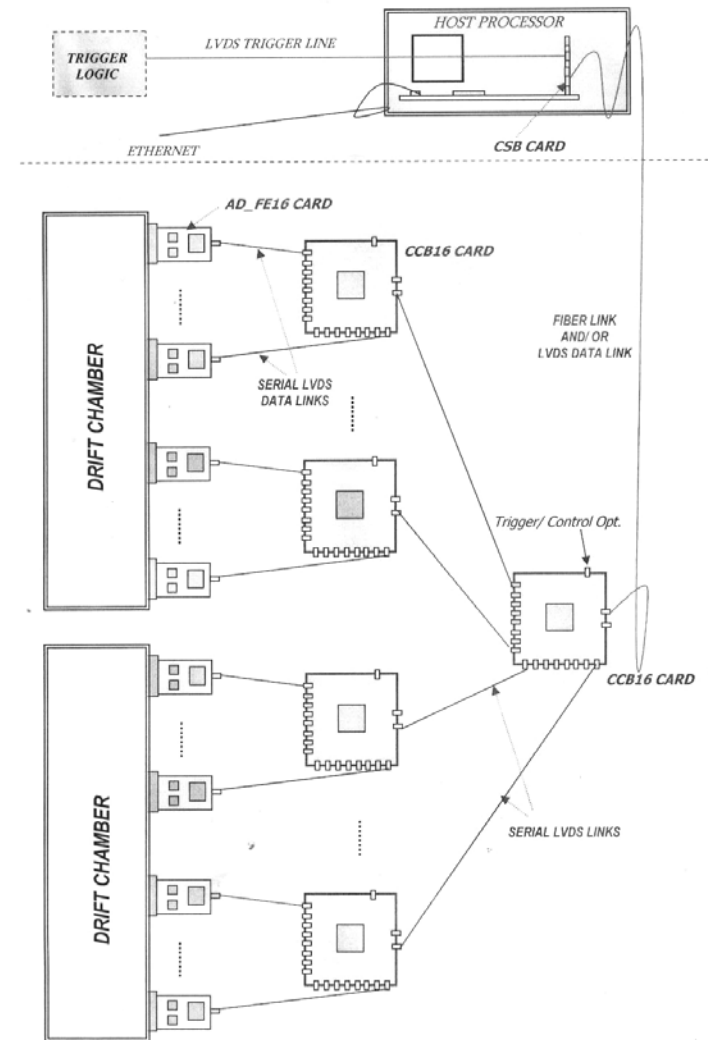 HOST PROCESSOR
LVDS TRIGGER LINE
TRIGGER
LOGIC
CSB CARD
ETHERNET
AD_FE16 CARD
CCB16 CARD
FIBER LINK
AND/ OR
LVDS DATA LINK
SERIAL LVDS
DATA LINKS
DRIFT CHAMBER
Trigger/ Control Opt.
CCB16 CARD
SERIAL LVDS LINKS
DRIFT CHAMBER